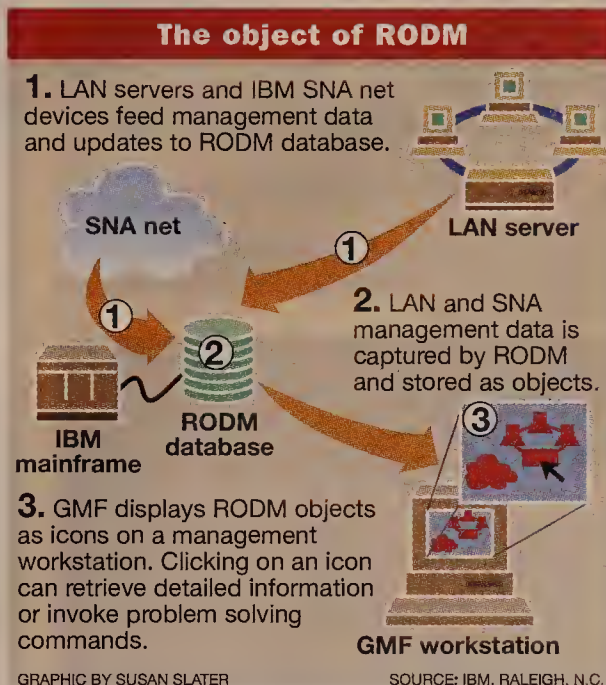 The object of RODM
1. LAN servers and IBM SNA net
devices feed management data
and updates to RODM database.
SNA net
LAN server
1
1
2. LAN and SNA
management data is
captured by RODM
and stored as objects.
2
3
IBM
mainframe
RODM
database
3. GMF displays RODM objects
as icons on a management
workstation. Clicking on an icon
can retrieve detailed information
or invoke problem solving
commands.
GMF workstation
GRAPHIC BY SUSAN SLATER
SOURCE: IBM, RALEIGH, N.C.